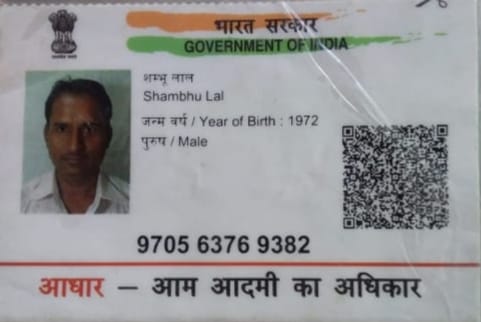 भारत सरकार
GOVERNMENT OF INDIA
शम्भू लाल
Shambhu Lal
जन्म वर्ष / Year of Birth : 1972
पुरुष / Male
9705 6376 9382
आधार – आम आदमी का अधिकार